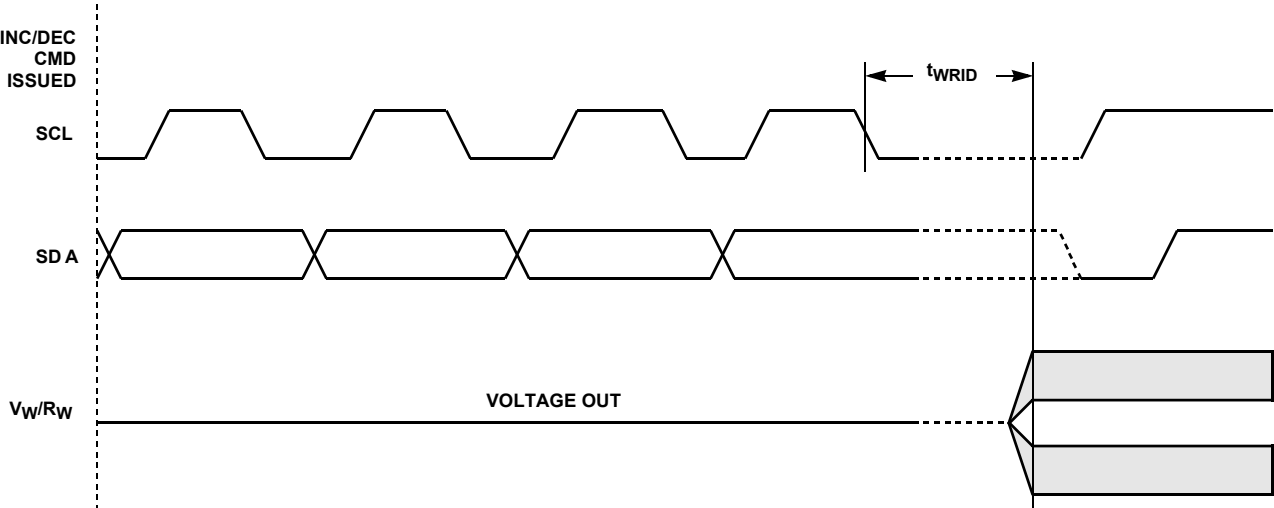 INC/DEC
CMD
ISSUED
tWRID
SCL
SD A
VW/RW
VOLTAGE OUT